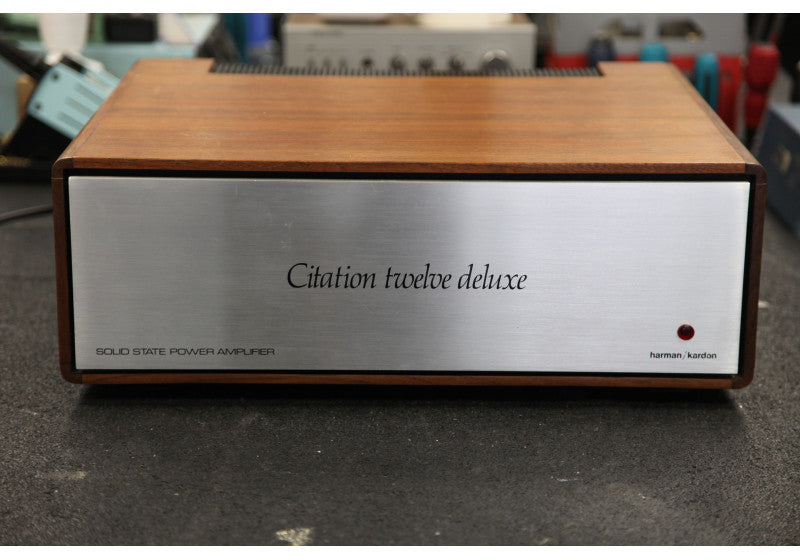 Citation twelve deluxe
SOLID STATE POWER AMPLIFIER
harman/kardon